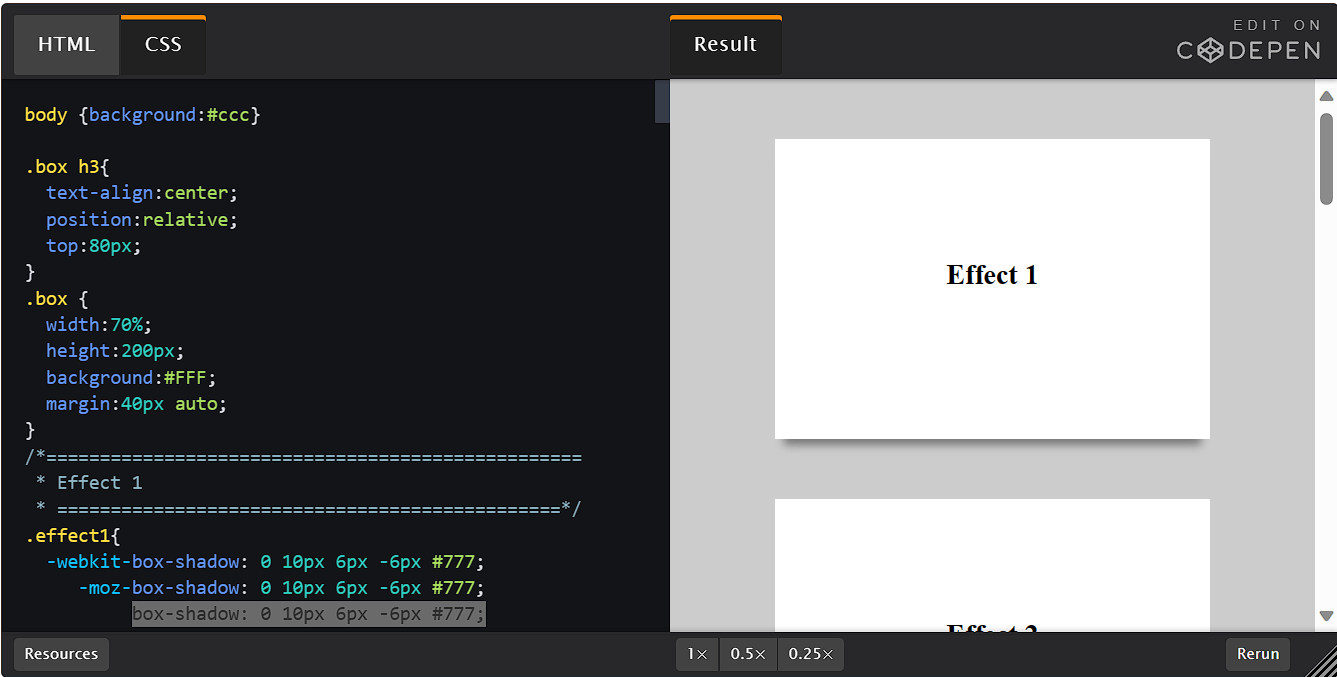 HTML CSS Result EDIT ON
CODEPEN
body {background:#ccc}
.box h3{
text-align:center;
position:relative;
top:80px;
}
.box {
width:70%;
height:200px;
background:#FFF;
margin:40px auto;
}
/*==================================================
* Effect 1
* ===============================================*/
.effect1{
-webkit-box-shadow: 0 10px 6px -6px #777;
-moz-box-shadow: 0 10px 6px -6px #777;
box-shadow: 0 10px 6px -6px #777;
Effect 1
Effect 2
Resources 1× 0.5× 0.25× Rerun